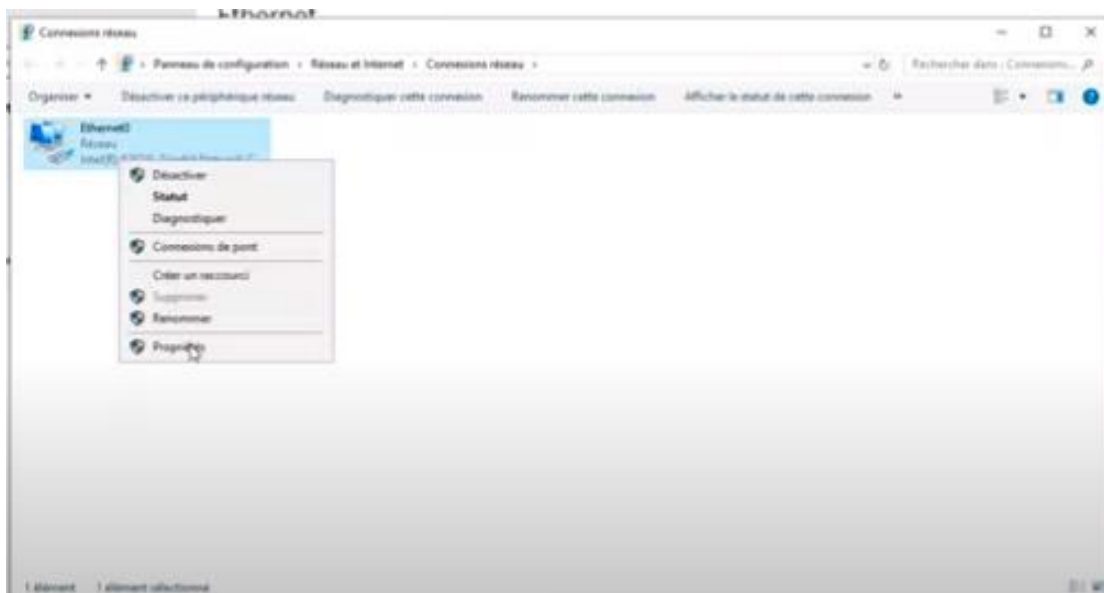 Ethernet
Connexions réseau
Panneau de configuration › Réseau et Internet › Connexions réseau ›
Rechercher dans : Connexions...
Organiser
Désactiver ce périphérique réseau
Diagnostiquer cette connexion
Renommer cette connexion
Afficher le statut de cette connexion
»
Ethernet0
Réseau
Intel(R)
Désactiver
Statut
Diagnostiquer
Connexions de pont
Créer un raccourci
Supprimer
Renommer
Propriétés
1 élément
1 élément sélectionné